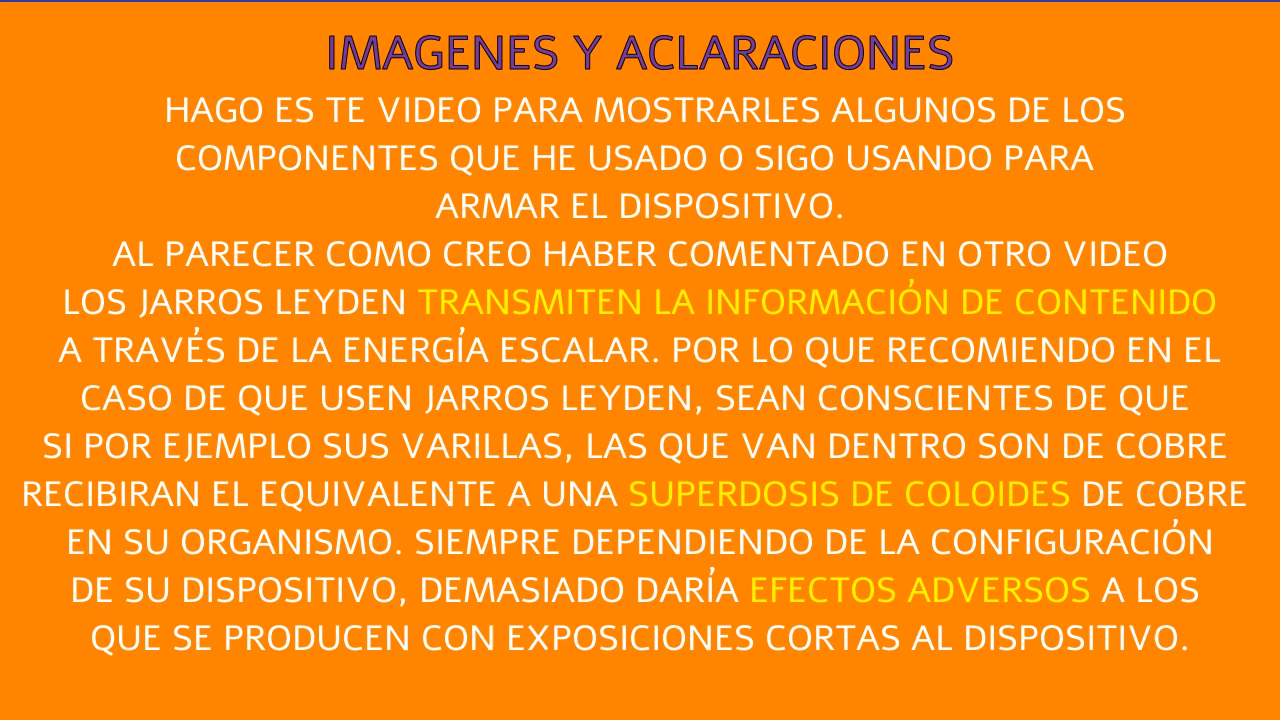 IMAGENES Y ACLARACIONES
HAGO ES TE VIDEO PARA MOSTRARLES ALGUNOS DE LOS
COMPONENTES QUE HE USADO O SIGO USANDO PARA
ARMAR EL DISPOSITIVO.
AL PARECER COMO CREO HABER COMENTADO EN OTRO VIDEO
LOS JARROS LEYDEN TRANSMITEN LA INFORMACIÓN DE CONTENIDO
A TRAVÉS DE LA ENERGÍA ESCALAR. POR LO QUE RECOMIENDO EN EL
CASO DE QUE USEN JARROS LEYDEN, SEAN CONSCIENTES DE QUE
SI POR EJEMPLO SUS VARILLAS, LAS QUE VAN DENTRO SON DE COBRE
RECIBIRAN EL EQUIVALENTE A UNA SUPERDOSIS DE COLOIDES DE COBRE
EN SU ORGANISMO. SIEMPRE DEPENDIENDO DE LA CONFIGURACIÓN
DE SU DISPOSITIVO, DEMASIADO DARÍA EFECTOS ADVERSOS A LOS
QUE SE PRODUCEN CON EXPOSICIONES CORTAS AL DISPOSITIVO.